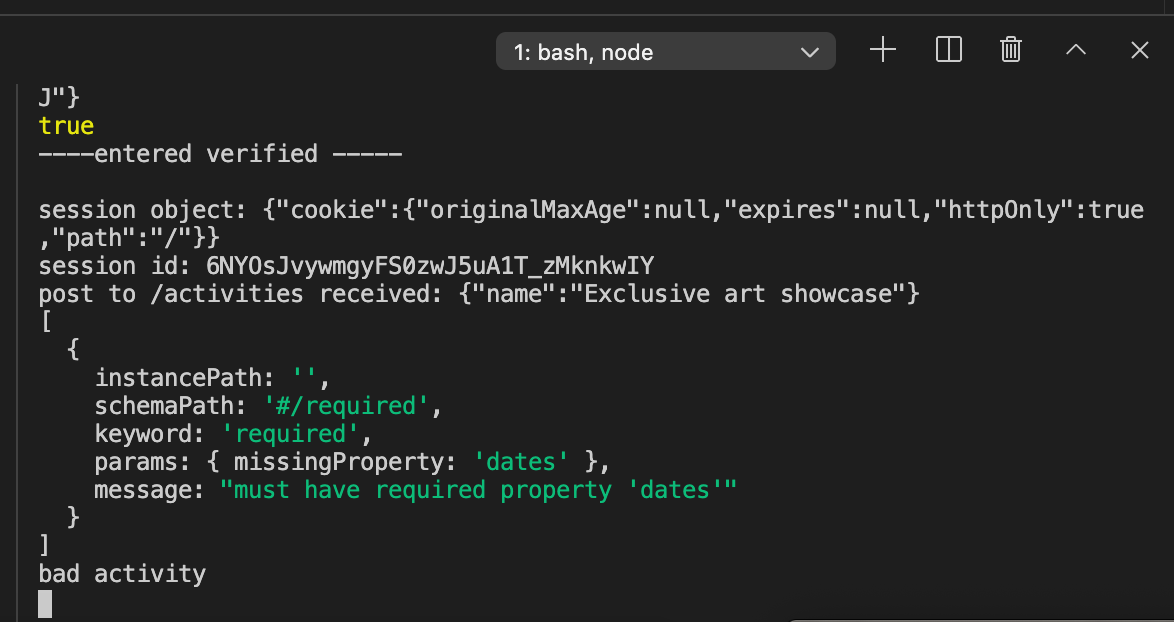 1: bash, node
J"}
true
----entered verified -----
session object: {"cookie":{"originalMaxAge":null,"expires":null,"httpOnly":true
,"path":"/"}}
session id: 6NYOsJvywmgyFS0zwJ5uA1T_zMknkwIY
post to /activities received: {"name":"Exclusive art showcase"}
[
  {
    instancePath: '',
    schemaPath: '#/required',
    keyword: 'required',
    params: { missingProperty: 'dates' },
    message: "must have required property 'dates'"
  }
]
bad activity